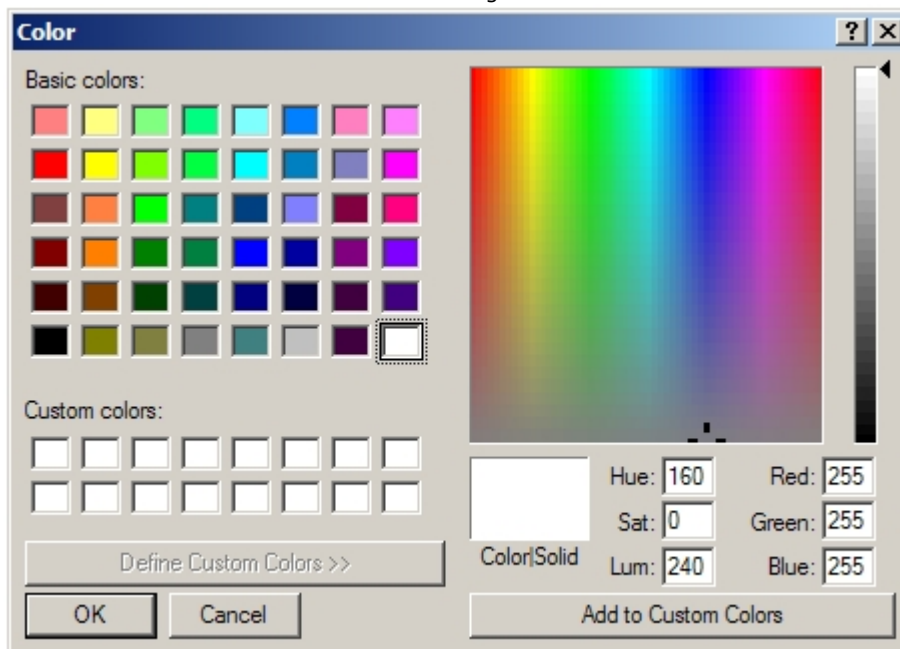 Color
Basic colors:
Custom colors:
Define Custom Colors >>
OK Cancel
Color|Solid
Hue: 160 Red: 255
Sat: 0 Green: 255
Lum: 240 Blue: 255
Add to Custom Colors